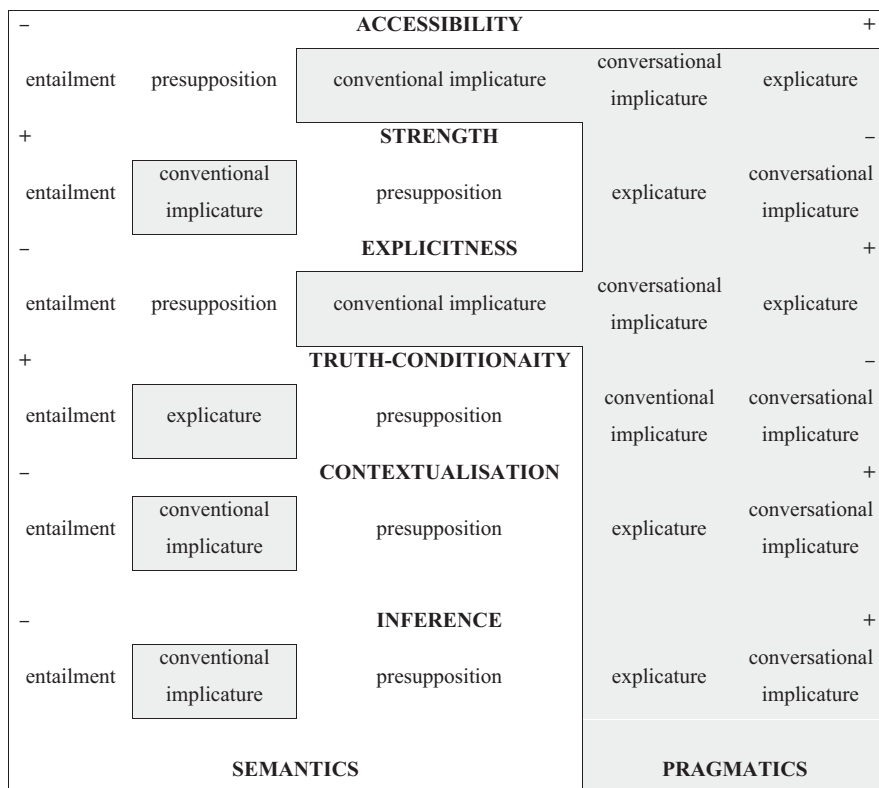 – ACCESSIBILITY +
entailment presupposition conventional implicature conversational implicature explicature
+ STRENGTH –
entailment conventional implicature presupposition explicature conversational implicature
– EXPLICITNESS +
entailment presupposition conventional implicature conversational implicature explicature
+ TRUTH-CONDITIONAITY –
entailment explicature presupposition conventional implicature conversational implicature
– CONTEXTUALISATION +
entailment conventional implicature presupposition explicature conversational implicature
– INFERENCE +
entailment conventional implicature presupposition explicature conversational implicature
SEMANTICS PRAGMATICS